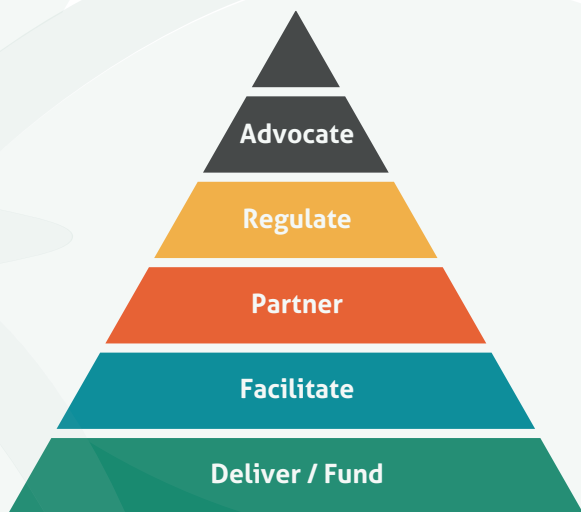 Advocate
Regulate
Partner
Facilitate
Deliver / Fund